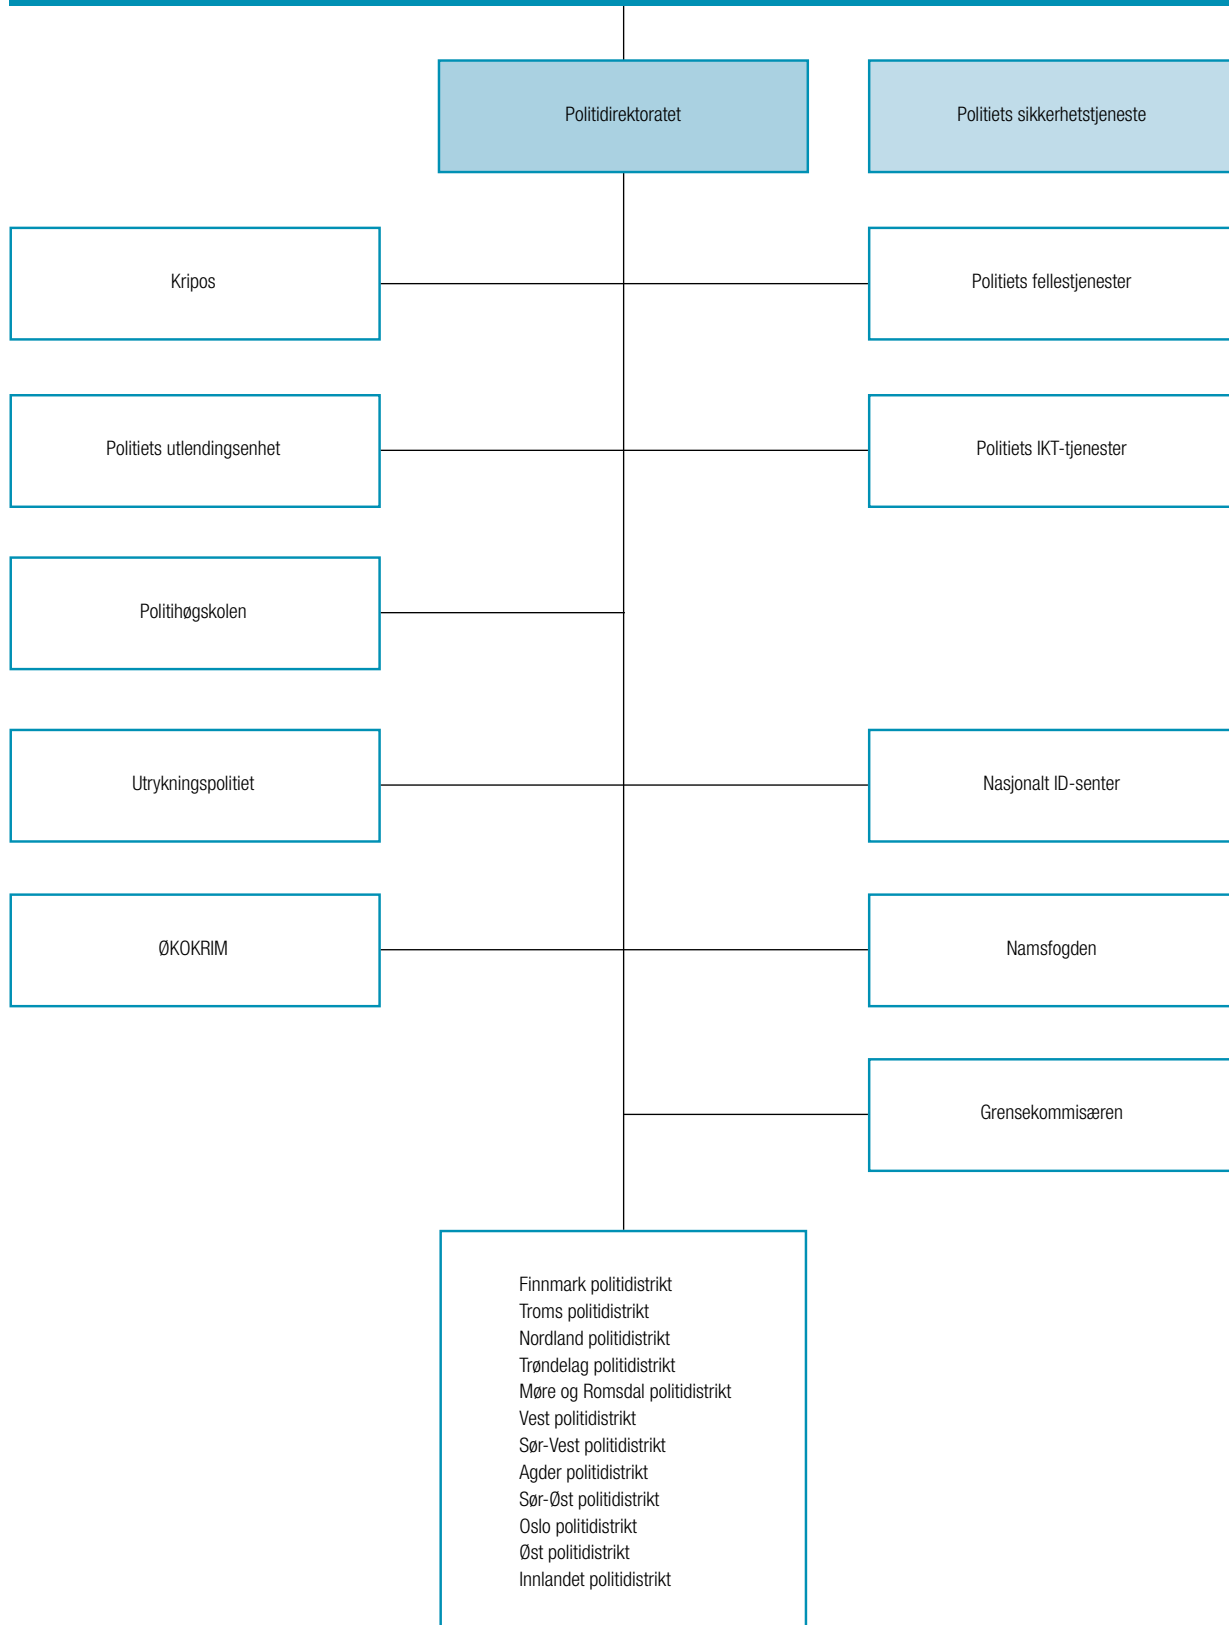 Politidirektoratet
Politiets sikkerhetstjeneste
Kripos
Politiets fellestjenester
Politiets utlendingsenhet
Politiets IKT-tjenester
Politihøgskolen
Utrykningspolitiet
Nasjonalt ID-senter
ØKOKRIM
Namsfogden
Grensekommisæren
Finnmark politidistrikt
Troms politidistrikt
Nordland politidistrikt
Trøndelag politidistrikt
Møre og Romsdal politidistrikt
Vest politidistrikt
Sør-Vest politidistrikt
Agder politidistrikt
Sør-Øst politidistrikt
Oslo politidistrikt
Øst politidistrikt
Innlandet politidistrikt